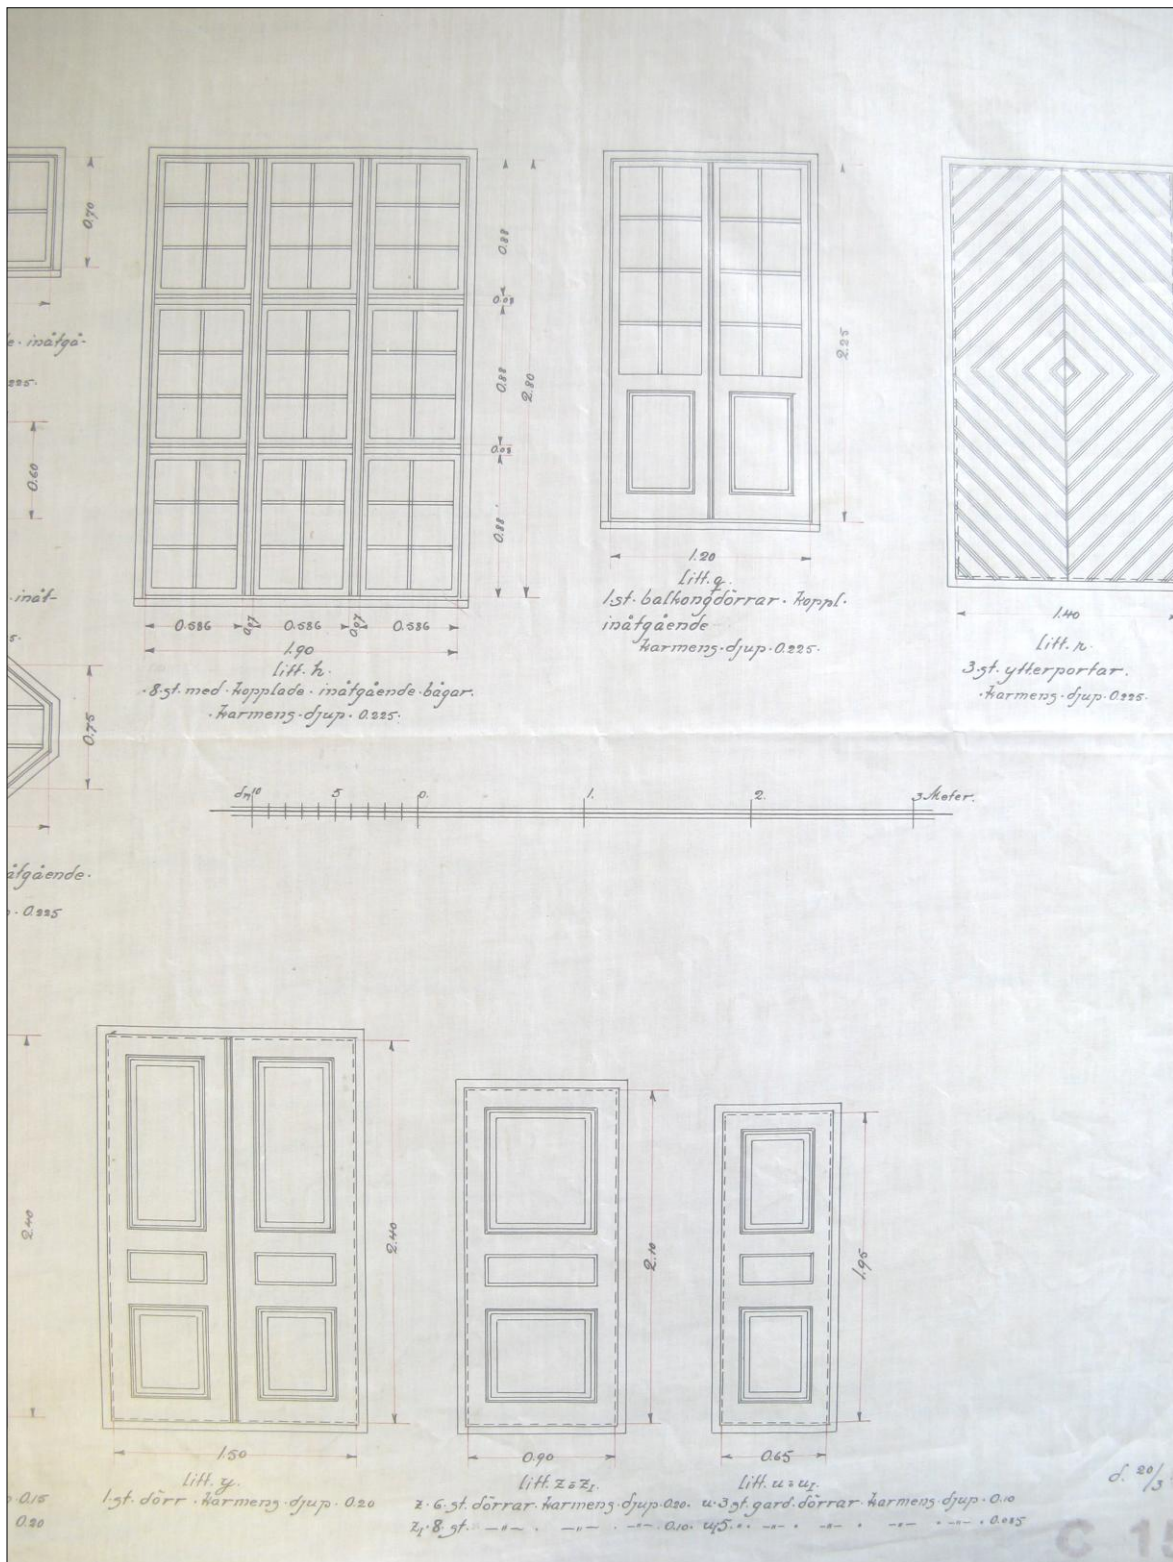 0.70
0.88
0.08
0.88
0.08
0.88
2.80
2.25
inåtgå-
225.
0.60
inåt-
0.75
0.586 0.07 0.586 0.07 0.586
1.90
litt. h.
8 st. med kopplade inåtgående bågar.
karmens djup 0.225.
1.20
litt. q.
1 st. balkongdörrar koppl.
inåtgående
karmens djup 0.225.
1.40
litt. r.
3 st. ytterportar.
karmens djup 0.225.
dm 10 5 0. 1. 2. 3 Meter.
åtgående.
0.225
2.40
2.40
2.10
1.95
1.50
litt. y.
1 st. dörr karmens djup 0.20
0.90
litt. z & z₁.
z. 6 st. dörrar karmens djup 0.20.
z₁. 8 st. —"— . —"— . —"— 0.10.
0.65
litt. u & u₁.
u. 3 st. gard. dörrar karmens djup 0.10
u₁ 5 " . —"— . —"— . —"— . 0.085
0.15
0.20
d. 20/3
C 15